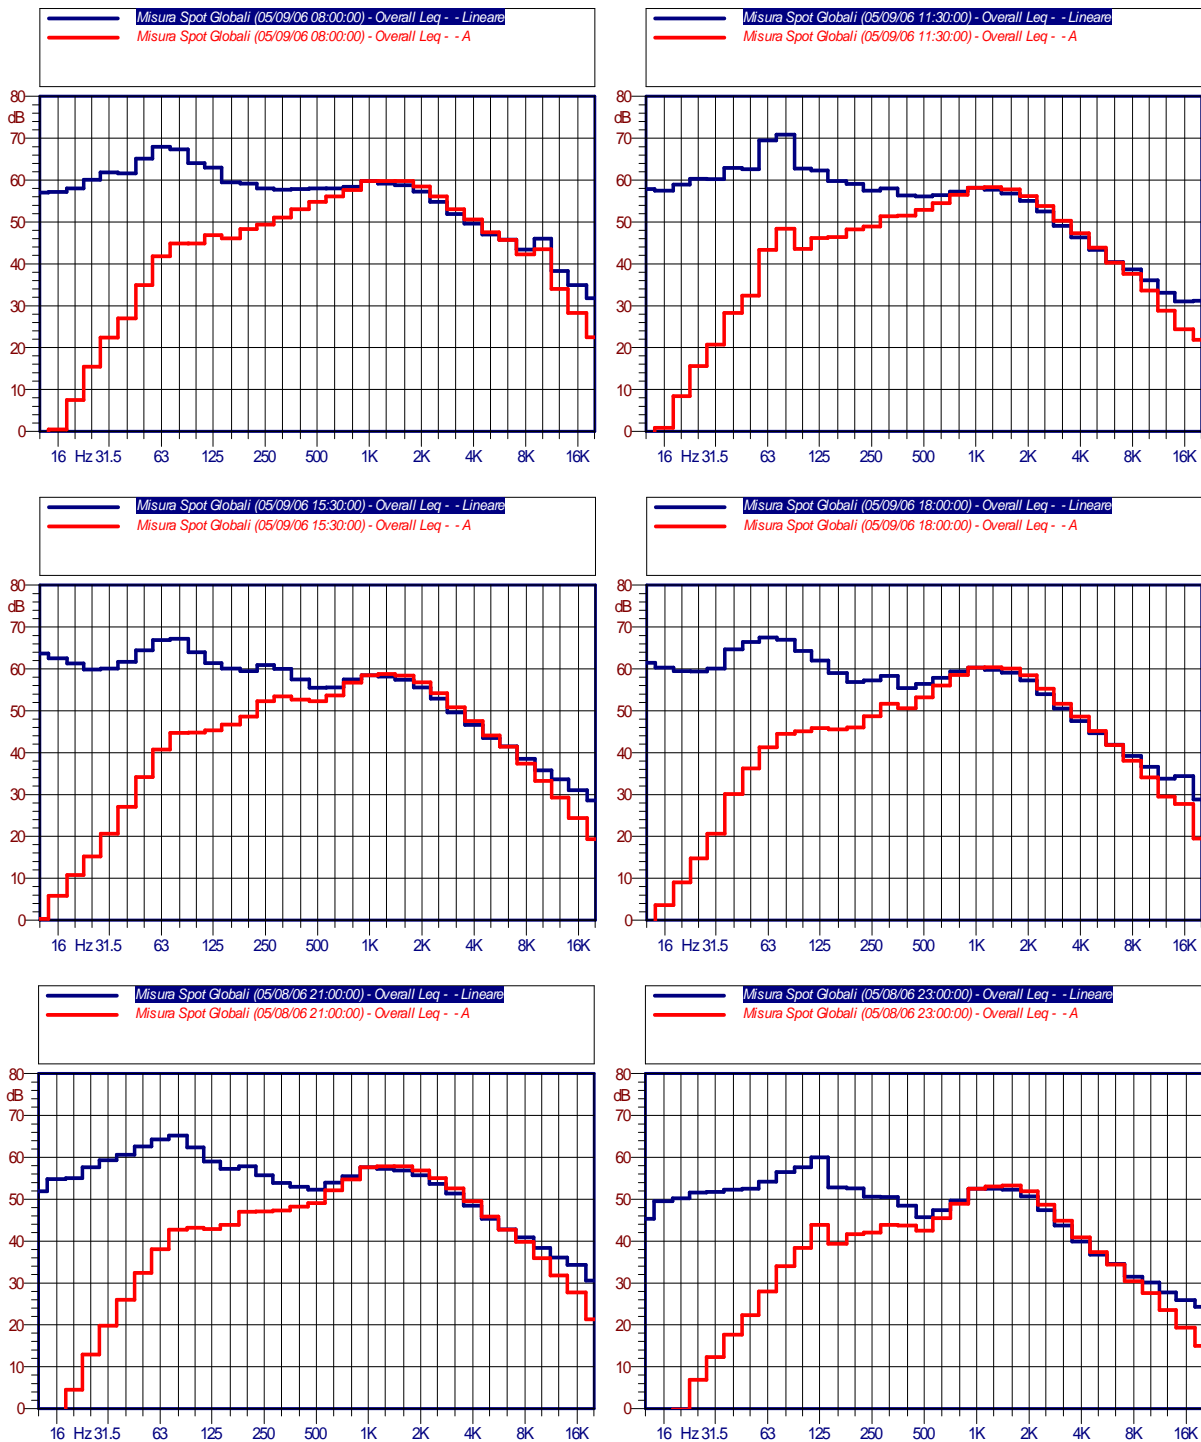 Misura Spot Globali (05/09/06 08:00:00) - Overall Leq - - Lineare
Misura Spot Globali (05/09/06 08:00:00) - Overall Leq - - A
80
dB
70
60
50
40
30
20
10
0
16 Hz 31.5 63 125 250 500 1K 2K 4K 8K 16K
Misura Spot Globali (05/09/06 11:30:00) - Overall Leq - - Lineare
Misura Spot Globali (05/09/06 11:30:00) - Overall Leq - - A
80
dB
70
60
50
40
30
20
10
0
16 Hz 31.5 63 125 250 500 1K 2K 4K 8K 16K
Misura Spot Globali (05/09/06 15:30:00) - Overall Leq - - Lineare
Misura Spot Globali (05/09/06 15:30:00) - Overall Leq - - A
80
dB
70
60
50
40
30
20
10
0
16 Hz 31.5 63 125 250 500 1K 2K 4K 8K 16K
Misura Spot Globali (05/09/06 18:00:00) - Overall Leq - - Lineare
Misura Spot Globali (05/09/06 18:00:00) - Overall Leq - - A
80
dB
70
60
50
40
30
20
10
0
16 Hz 31.5 63 125 250 500 1K 2K 4K 8K 16K
Misura Spot Globali (05/08/06 21:00:00) - Overall Leq - - Lineare
Misura Spot Globali (05/08/06 21:00:00) - Overall Leq - - A
80
dB
70
60
50
40
30
20
10
0
16 Hz 31.5 63 125 250 500 1K 2K 4K 8K 16K
Misura Spot Globali (05/08/06 23:00:00) - Overall Leq - - Lineare
Misura Spot Globali (05/08/06 23:00:00) - Overall Leq - - A
80
dB
70
60
50
40
30
20
10
0
16 Hz 31.5 63 125 250 500 1K 2K 4K 8K 16K